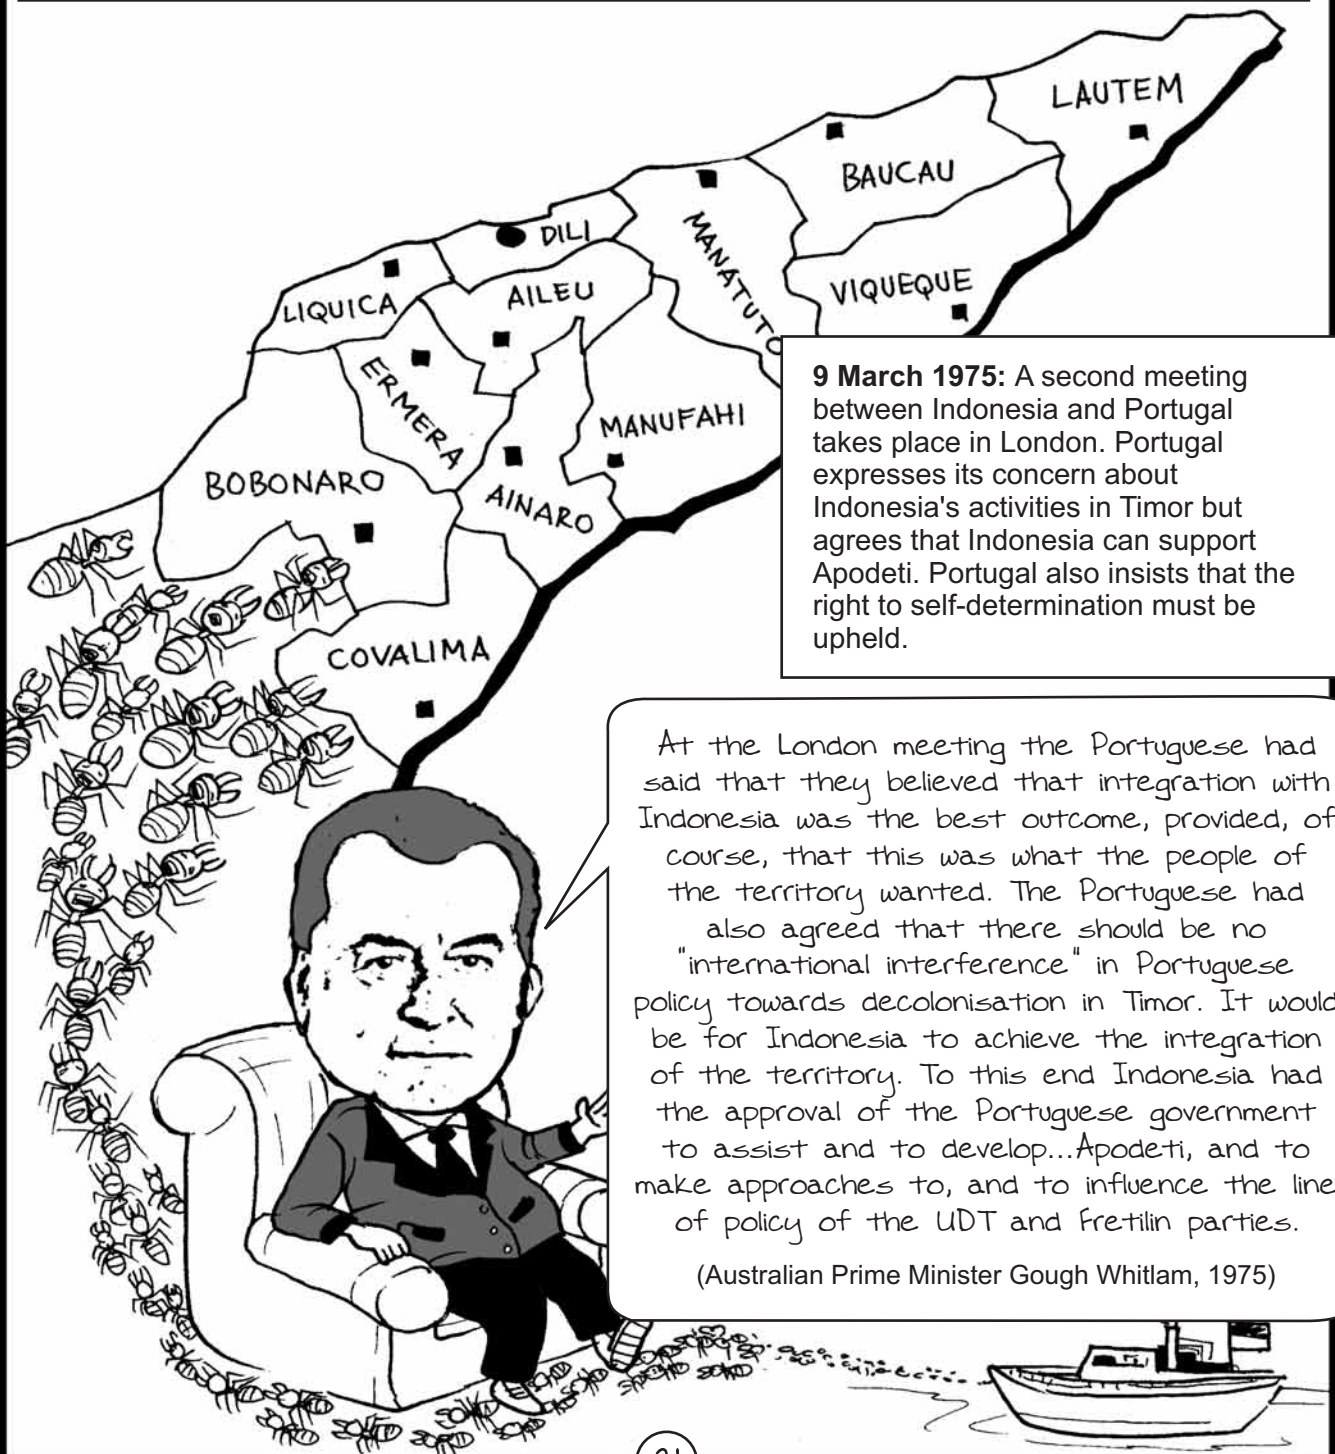 LAUTEM
BAUCAU
DILI
MANATUTO
VIQUEQUE
LIQUICA
AILEU
ERMERA
MANUFAHI
BOBONARO
AINARO
COVALIMA
9 March 1975: A second meeting
between Indonesia and Portugal
takes place in London. Portugal
expresses its concern about
Indonesia's activities in Timor but
agrees that Indonesia can support
Apodeti. Portugal also insists that the
right to self-determination must be
upheld.
At the London meeting the Portuguese had
said that they believed that integration with
Indonesia was the best outcome, provided, of
course, that this was what the people of
the territory wanted. The Portuguese had
also agreed that there should be no
"international interference" in Portuguese
policy towards decolonisation in Timor. It would
be for Indonesia to achieve the integration
of the territory. To this end Indonesia had
the approval of the Portuguese government
to assist and to develop...Apodeti, and to
make approaches to, and to influence the line
of policy of the UDT and Fretilin parties.
(Australian Prime Minister Gough Whitlam, 1975)